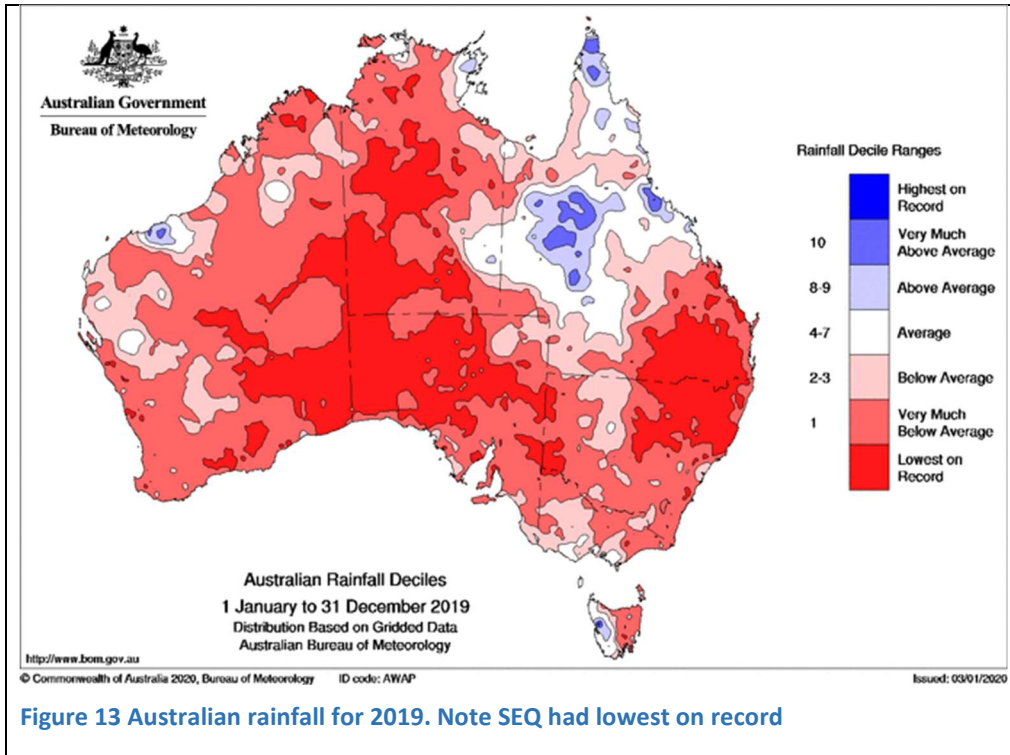 Australian Government
Bureau of Meteorology
Rainfall Decile Ranges
Highest on
Record
10 Very Much
Above Average
8-9 Above Average
4-7 Average
2-3 Below Average
1 Very Much
Below Average
Lowest on
Record
Australian Rainfall Deciles
1 January to 31 December 2019
Distribution Based on Gridded Data
Australian Bureau of Meteorology
http://www.bom.gov.au
© Commonwealth of Australia 2020, Bureau of Meteorology ID code: AWAP Issued: 03/01/2020
Figure 13 Australian rainfall for 2019. Note SEQ had lowest on record